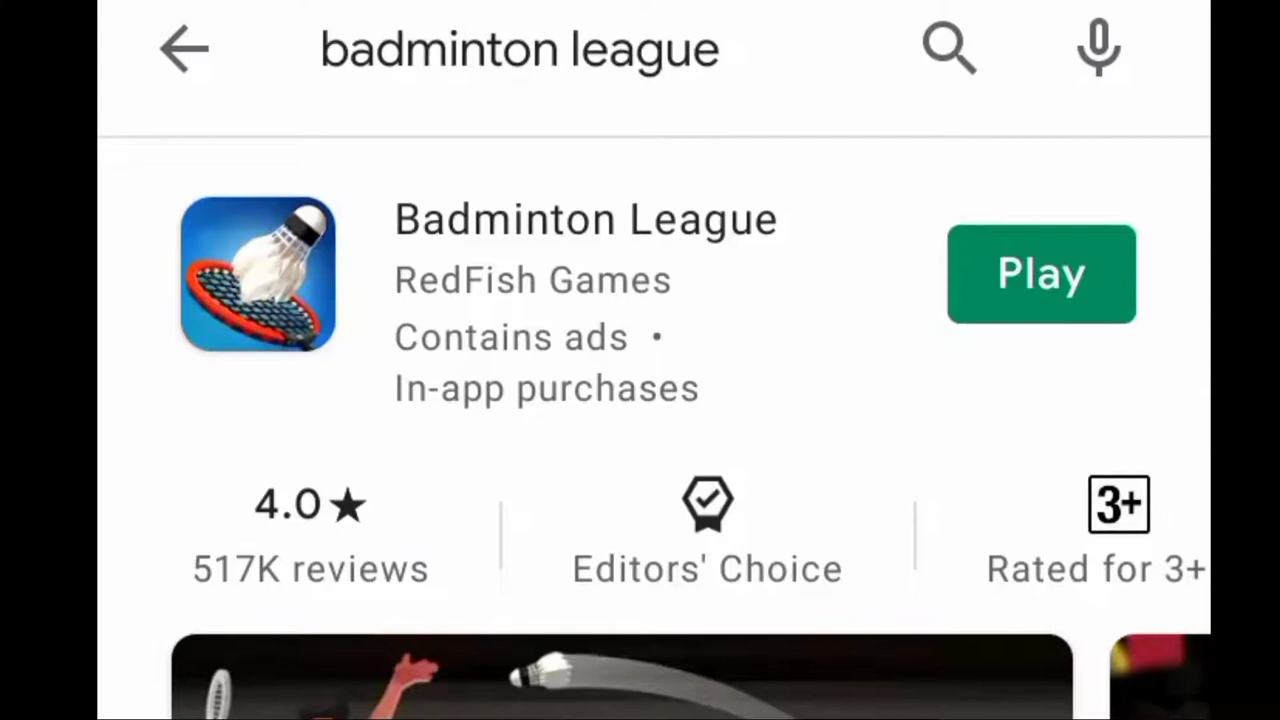 badminton league
Badminton League
RedFish Games
Contains ads •
In-app purchases
Play
4.0★
517K reviews
Editors' Choice
3+
Rated for 3+